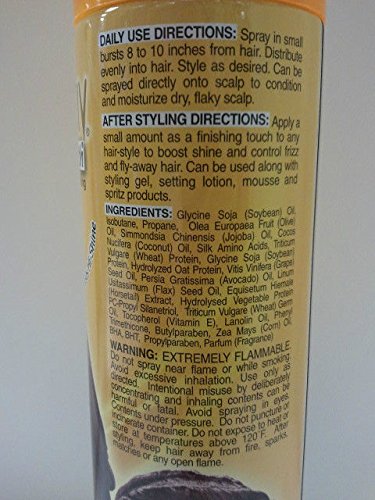 DAILY USE DIRECTIONS: Spray in small
bursts 8 to 10 inches from hair. Distribute
evenly into hair. Style as desired. Can be
sprayed directly onto scalp to condition
and moisturize dry, flaky scalp.
AFTER STYLING DIRECTIONS: Apply a
small amount as a finishing touch to any
hair-style to boost shine and control frizz
and fly-away hair. Can be used along with
styling gel, setting lotion, mousse and
spritz products.
INGREDIENTS: Glycine Soja (Soybean) Oil,
Isobutane, Propane, Olea Europaea Fruit (Olive)
Oil, Simmondsia Chinensis (Jojoba) Oil, Cocos
Nucifera (Coconut) Oil, Silk Amino Acids, Triticum
Vulgare (Wheat) Protein, Glycine Soja (Soybean)
Protein, Hydrolyzed Oat Protein, Vitis Vinifera (Grape)
Seed Oil, Persia Gratissima (Avocado) Oil, Linum
Usitassimum (Flax) Seed Oil, Equisetum Hiemale
(Horsetail) Extract, Hydrolysed Vegetable Protein
PC-Propyl Silanetriol, Triticum Vulgare (Wheat) Germ
Oil, Tocopherol (Vitamin E), Lanolin Oil, Phenyl
Trimethicone, Butylparaben, Zea Mays (Corn) Oil,
BHA, BHT, Propylparaben, Parfum (Fragrance)
WARNING: EXTREMELY FLAMMABLE.
Do not spray near flame or while smoking.
Avoid excessive inhalation. Use only as
directed. Intentional misuse by deliberately
concentrating and inhaling contents can be
harmful or fatal. Avoid spraying in eyes.
Contents under pressure. Do not puncture or
incinerate container. Do not expose to heat or
store at temperatures above 120°F. After
styling, keep hair away from fire, sparks,
matches or any open flame.